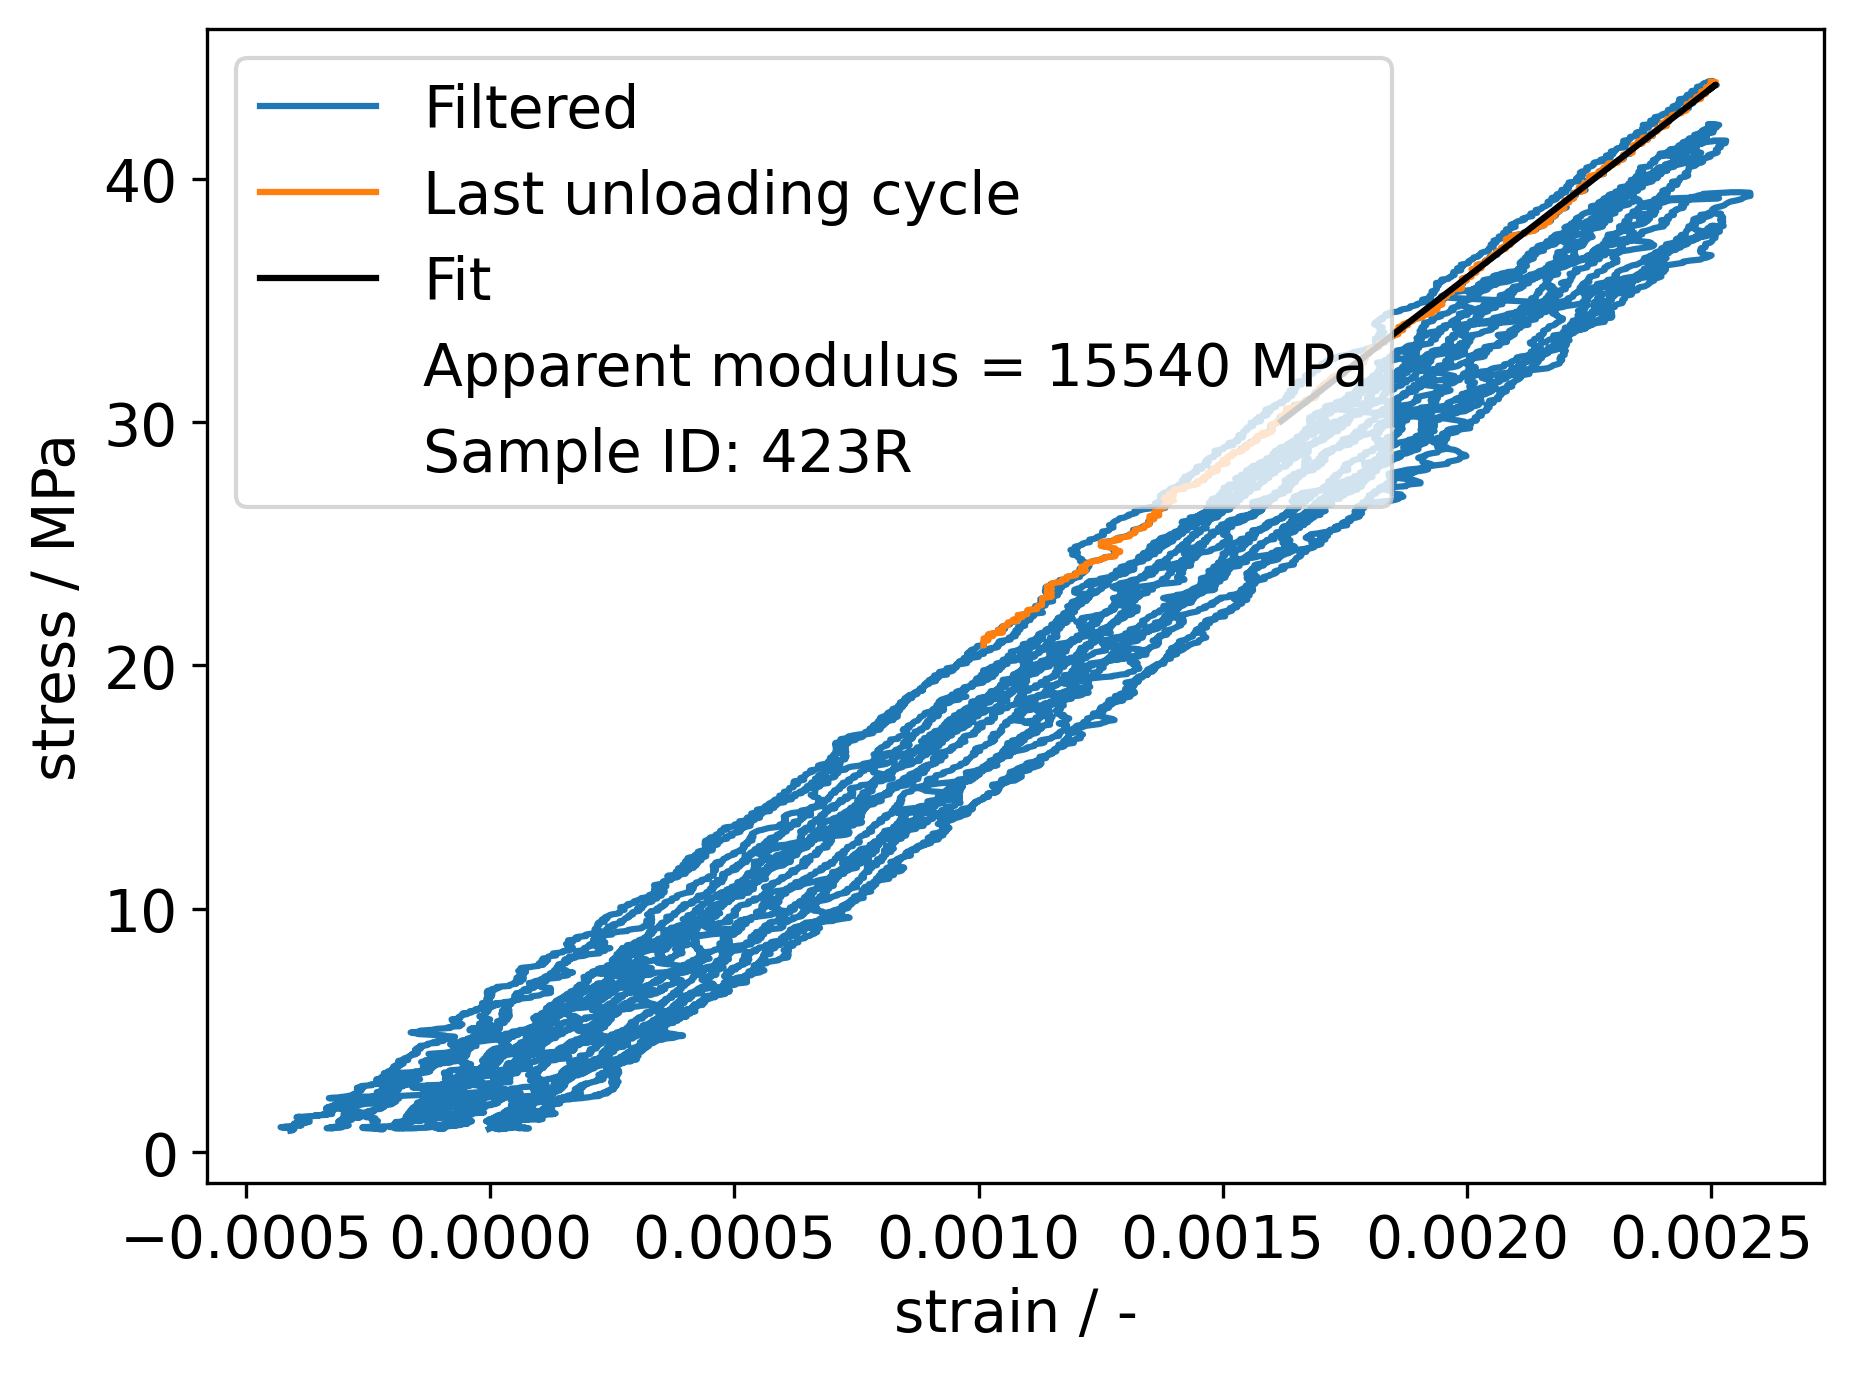 Filtered
Last unloading cycle
Fit
Apparent modulus = 15540 MPa
Sample ID: 423R
stress / MPa
40
30
20
10
0
−0.0005 0.0000 0.0005 0.0010 0.0015 0.0020 0.0025
strain / -